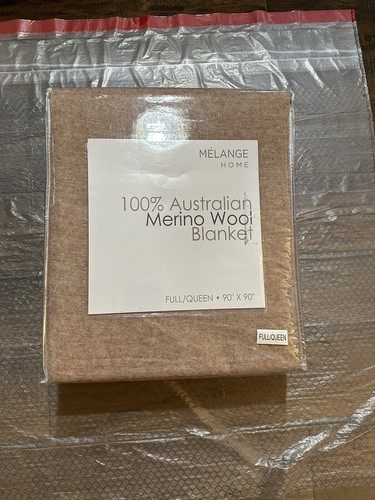 MÉLANGE
HOME
100% Australian
Merino Wool
Blanket
FULL/QUEEN • 90" X 90"
FULL/QUEEN